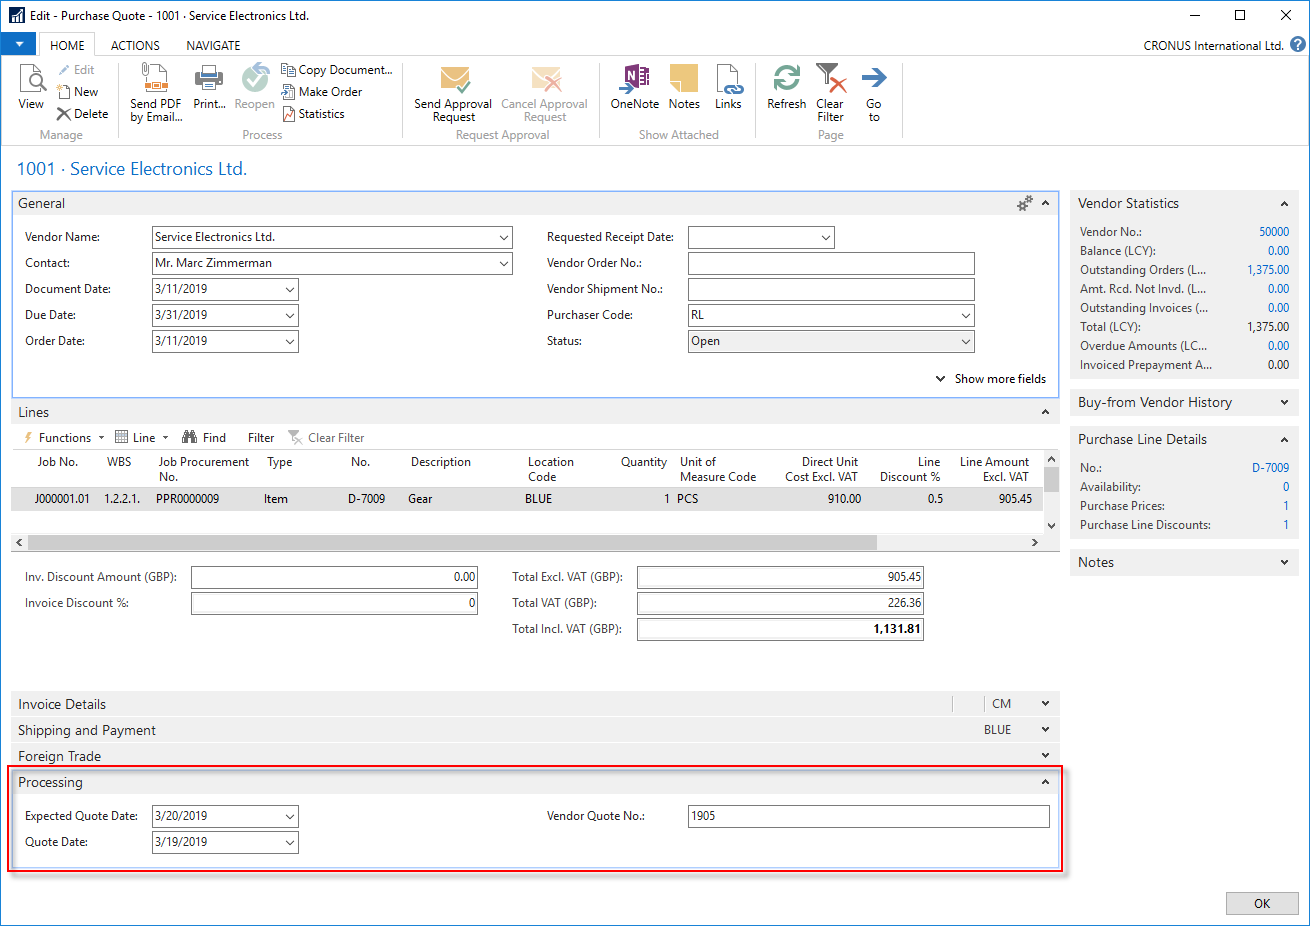 Edit - Purchase Quote - 1001 · Service Electronics Ltd.
HOME ACTIONS NAVIGATE CRONUS International Ltd. ?
View
Edit
New
Delete
Manage
Send PDF by Email...
Print...
Reopen
Copy Document...
Make Order
Statistics
Process
Send Approval Request
Cancel Approval Request
Request Approval
OneNote
Notes
Links
Show Attached
Refresh
Clear Filter
Go to
Page
1001 · Service Electronics Ltd.
General
Vendor Name: Service Electronics Ltd.
Contact: Mr. Marc Zimmerman
Document Date: 3/11/2019
Due Date: 3/31/2019
Order Date: 3/11/2019
Requested Receipt Date:
Vendor Order No.:
Vendor Shipment No.:
Purchaser Code: RL
Status: Open
Show more fields
Lines
Functions Line Find Filter Clear Filter
Job No. WBS Job Procurement No. Type No. Description Location Code Quantity Unit of Measure Code Direct Unit Cost Excl. VAT Line Discount % Line Amount Excl. VAT
J000001.01 1.2.2.1. PPR0000009 Item D-7009 Gear BLUE 1 PCS 910.00 0.5 905.45
Inv. Discount Amount (GBP): 0.00
Invoice Discount %: 0
Total Excl. VAT (GBP): 905.45
Total VAT (GBP): 226.36
Total Incl. VAT (GBP): 1,131.81
Invoice Details CM
Shipping and Payment BLUE
Foreign Trade
Processing
Expected Quote Date: 3/20/2019
Quote Date: 3/19/2019
Vendor Quote No.: 1905
Vendor Statistics
Vendor No.: 50000
Balance (LCY): 0.00
Outstanding Orders (L... 1,375.00
Amt. Rcd. Not Invd. (L... 0.00
Outstanding Invoices (... 0.00
Total (LCY): 1,375.00
Overdue Amounts (LC... 0.00
Invoiced Prepayment A... 0.00
Buy-from Vendor History
Purchase Line Details
No.: D-7009
Availability: 0
Purchase Prices: 1
Purchase Line Discounts: 1
Notes
OK